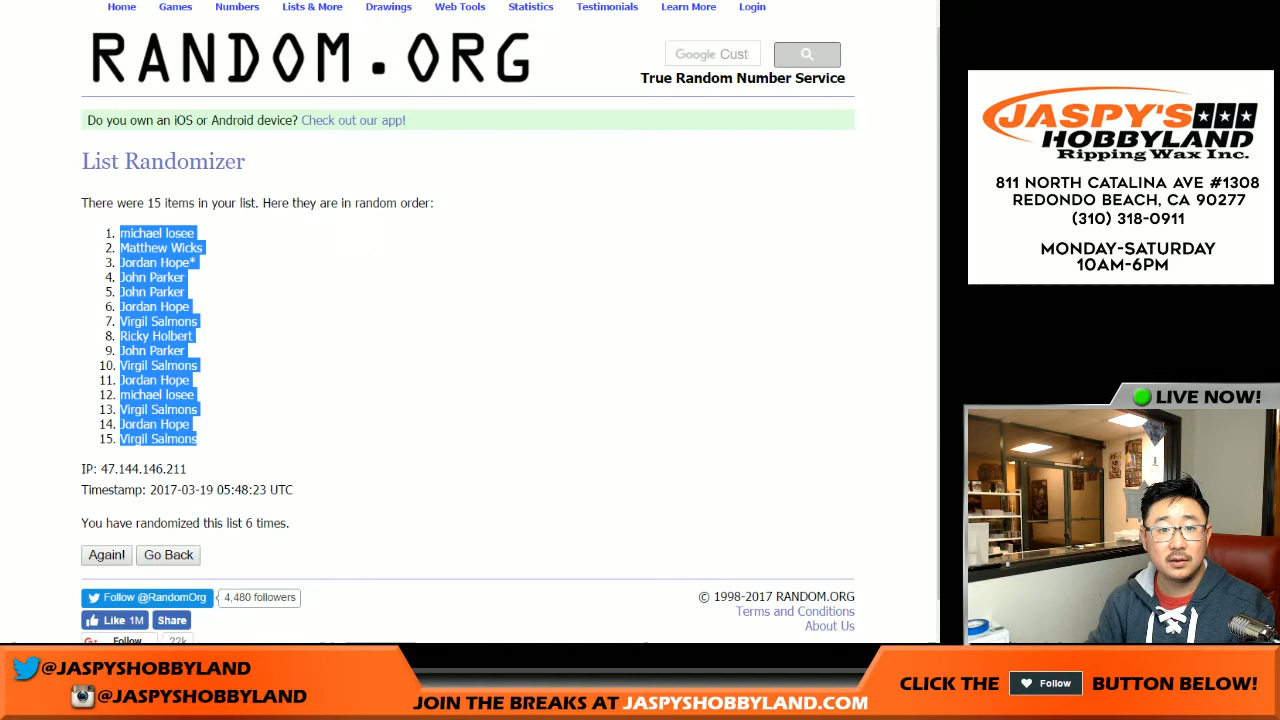 Home Games Numbers Lists & More Drawings Web Tools Statistics Testimonials Learn More Login
RANDOM.ORG
Google Cust
True Random Number Service
Do you own an iOS or Android device? Check out our app!
List Randomizer
There were 15 items in your list. Here they are in random order:
1. michael losee
2. Matthew Wicks
3. Jordan Hope*
4. John Parker
5. John Parker
6. Jordan Hope
7. Virgil Salmons
8. Ricky Holbert
9. John Parker
10. Virgil Salmons
11. Jordan Hope
12. michael losee
13. Virgil Salmons
14. Jordan Hope
15. Virgil Salmons
IP: 47.144.146.211
Timestamp: 2017-03-19 05:48:23 UTC
You have randomized this list 6 times.
Again! Go Back
Follow @RandomOrg 4,480 followers
Like 1M Share
Follow 22k
© 1998-2017 RANDOM.ORG
Terms and Conditions
About Us
JASPY'S
HOBBYLAND
Ripping Wax Inc.
811 NORTH CATALINA AVE #1308
REDONDO BEACH, CA 90277
(310) 318-0911
MONDAY-SATURDAY
10AM-6PM
LIVE NOW!
@JASPYSHOBBYLAND
@JASPYSHOBBYLAND
JOIN THE BREAKS AT JASPYSHOBBYLAND.COM
CLICK THE Follow BUTTON BELOW!